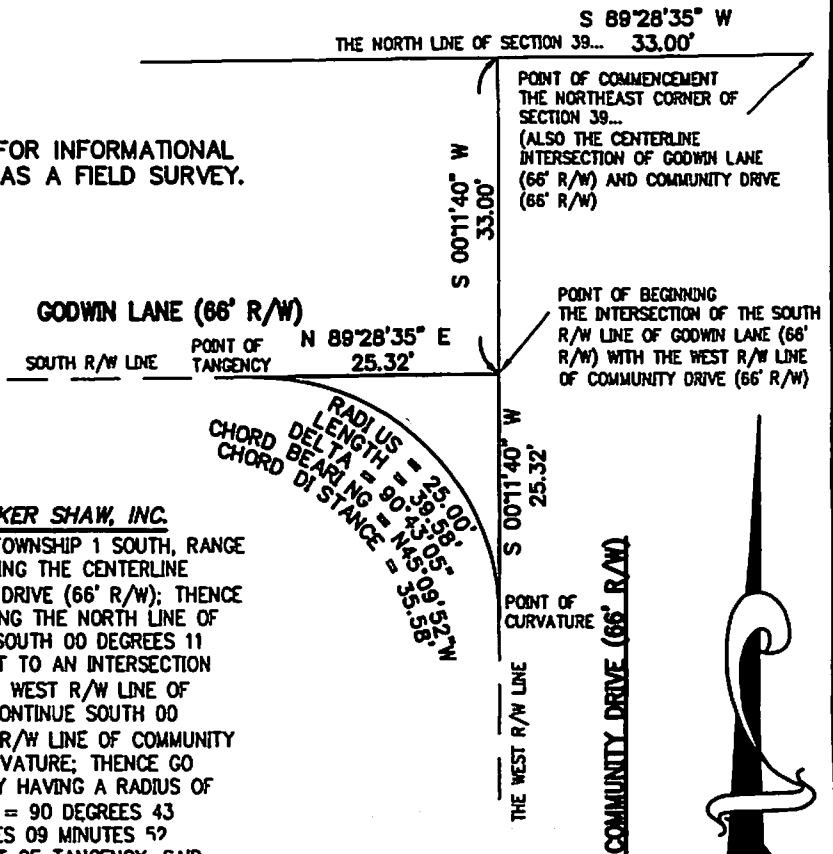 S 89°28'35" W
THE NORTH LINE OF SECTION 39... 33.00'
POINT OF COMMENCEMENT
THE NORTHEAST CORNER OF
SECTION 39...
(ALSO THE CENTERLINE
INTERSECTION OF GODWIN LANE
(66' R/W) AND COMMUNITY DRIVE
(66' R/W)
FOR INFORMATIONAL
AS A FIELD SURVEY.
S 00°11'40" W
33.00'
GODWIN LANE (66' R/W)
SOUTH R/W LINE
POINT OF
TANGENCY
N 89°28'35" E
25.32'
POINT OF BEGINNING
THE INTERSECTION OF THE SOUTH
R/W LINE OF GODWIN LANE (66'
R/W) WITH THE WEST R/W LINE
OF COMMUNITY DRIVE (66' R/W)
RADIUS = 25.00'
LENGTH = 39.58'
DELTA = 90°43'05"
CHORD BEARING = N45°09'52"W
CHORD DISTANCE = 35.58'
S 00°11'40" W
25.32'
POINT OF
CURVATURE
THE WEST R/W LINE
COMMUNITY DRIVE (66' R/W)
KER SHAW, INC.
TOWNSHIP 1 SOUTH, RANGE
ING THE CENTERLINE
DRIVE (66' R/W); THENCE
NG THE NORTH LINE OF
SOUTH 00 DEGREES 11
T TO AN INTERSECTION
WEST R/W LINE OF
ONTINUE SOUTH 00
R/W LINE OF COMMUNITY
VATURE; THENCE GO
Y HAVING A RADIUS OF
= 90 DEGREES 43
ES 09 MINUTES 52
T OF TANGENCY, SAID